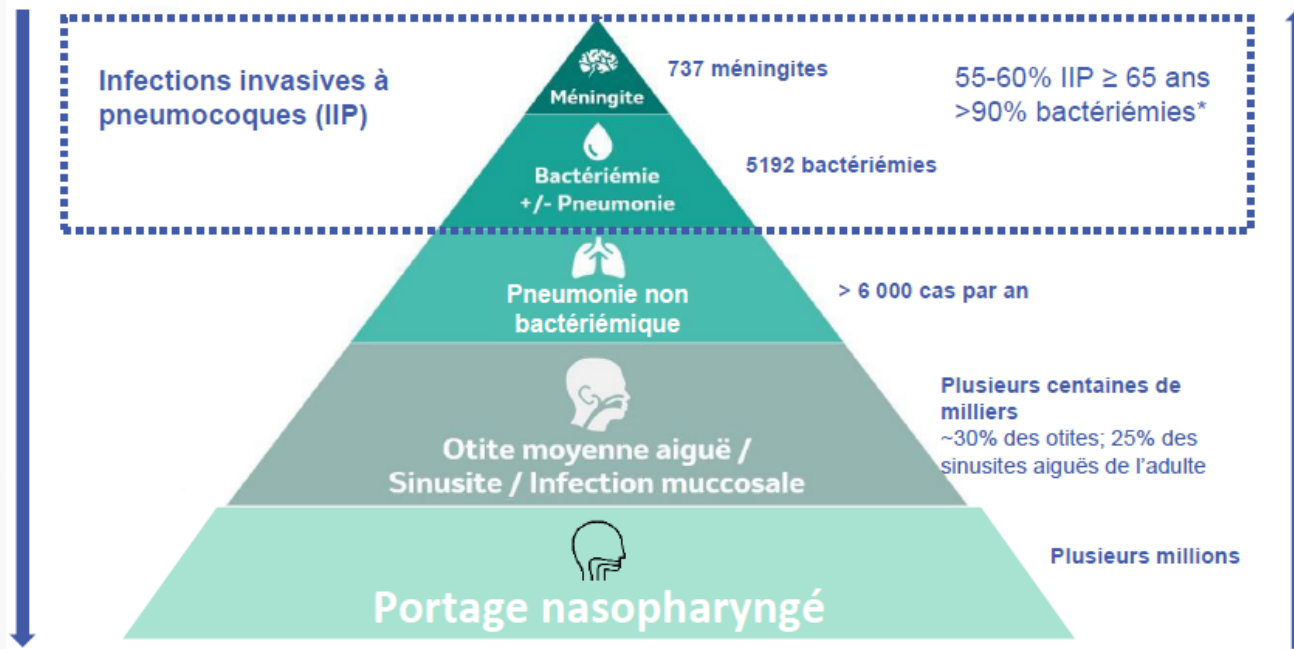 Infections invasives à
pneumocoques (IIP)
Méningite
737 méningites
55-60% IIP ≥ 65 ans
>90% bactériémies*
Bactériémie
+/- Pneumonie
5192 bactériémies
Pneumonie non
bactériémique
> 6 000 cas par an
Otite moyenne aiguë /
Sinusite / Infection muccosale
Plusieurs centaines de
milliers
~30% des otites; 25% des
sinusites aiguës de l'adulte
Portage nasopharyngé
Plusieurs millions